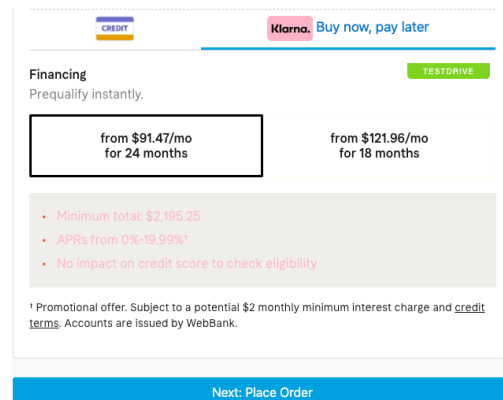 CREDIT
Klarna. Buy now, pay later
Financing
TESTDRIVE
Prequalify instantly.
from $91.47/mo
for 24 months
from $121.96/mo
for 18 months
• Minimum total: $2,195.25
• APRs from 0%-19.99%†
• No impact on credit score to check eligibility
† Promotional offer. Subject to a potential $2 monthly minimum interest charge and credit
terms. Accounts are issued by WebBank.
Next: Place Order